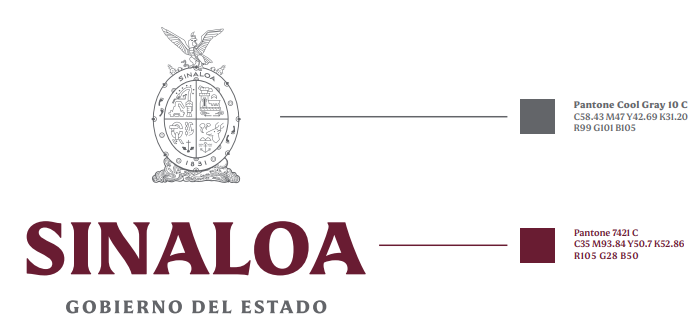 SINALOA
1831
Pantone Cool Gray 10 C
C58.43 M47 Y42.69 K31.20
R99 G101 B105
SINALOA
GOBIERNO DEL ESTADO
Pantone 7421 C
C35 M93.84 Y50.7 K52.86
R105 G28 B50